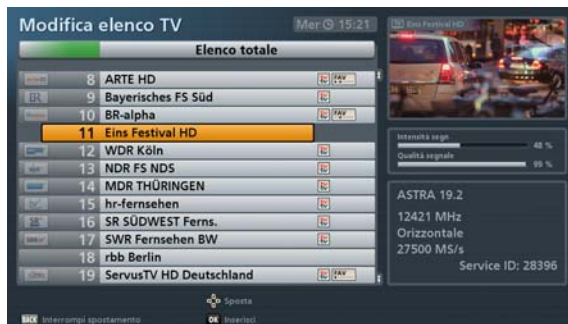 Modifica elenco TV
Mer 15:21
Elenco totale
8 ARTE HD
9 Bayerisches FS Süd
10 BR-alpha
11 Eins Festival HD
12 WDR Köln
13 NDR FS NDS
14 MDR THÜRINGEN
15 hr-fernsehen
16 SR SÜDWEST Ferns.
17 SWR Fernsehen BW
18 rbb Berlin
19 ServusTV HD Deutschland
Sposta
BACK Interrompi spostamento
OK Inserisci
Eins Festival HD
Intensità segn
48 %
Qualità segnale
99 %
ASTRA 19.2
12421 MHz
Orizzontale
27500 MS/s
Service ID: 28396